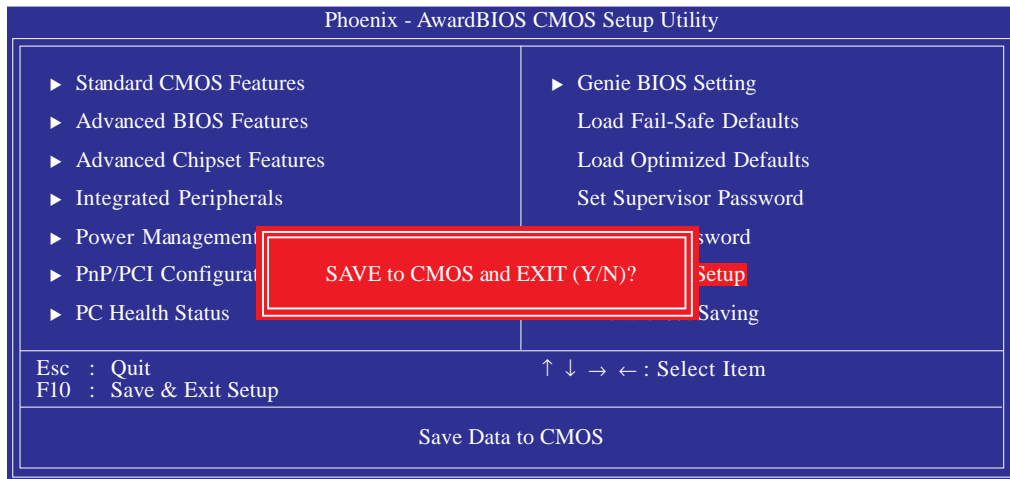 Phoenix - AwardBIOS CMOS Setup Utility
▶ Standard CMOS Features
▶ Advanced BIOS Features
▶ Advanced Chipset Features
▶ Integrated Peripherals
▶ Power Management
▶ PnP/PCI Configurat
▶ PC Health Status
▶ Genie BIOS Setting
Load Fail-Safe Defaults
Load Optimized Defaults
Set Supervisor Password
sword
Setup
Saving
SAVE to CMOS and EXIT (Y/N)?
Esc : Quit
F10 : Save & Exit Setup
↑ ↓ → ← : Select Item
Save Data to CMOS